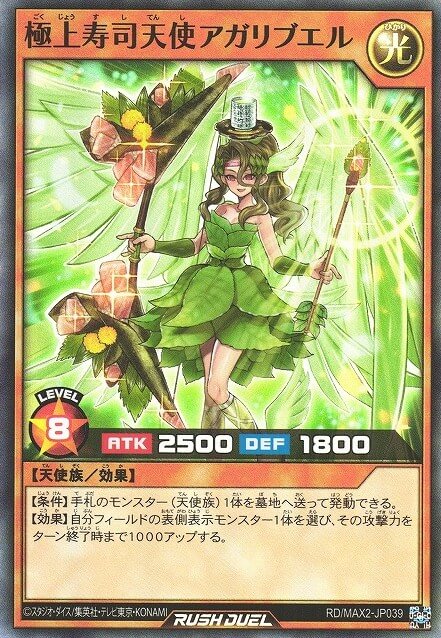 極上寿司天使アガリブエル
光
LEVEL
8
ATK 2500 DEF 1800
【天使族／効果】
【条件】手札のモンスター（天使族）1体を墓地へ送って発動できる。
【効果】自分フィールドの表側表示モンスター1体を選び、その攻撃力を
ターン終了時まで1000アップする。
©スタジオ・ダイス/集英社・テレビ東京・KONAMI
RUSH DUEL
RD/MAX2-JP039